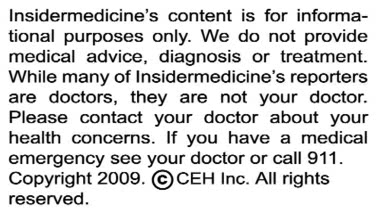 Insidermedicine's content is for informa-
tional purposes only. We do not provide
medical advice, diagnosis or treatment.
While many of Insidermedicine's reporters
are doctors, they are not your doctor.
Please contact your doctor about your
health concerns. If you have a medical
emergency see your doctor or call 911.
Copyright 2009. © CEH Inc. All rights
reserved.